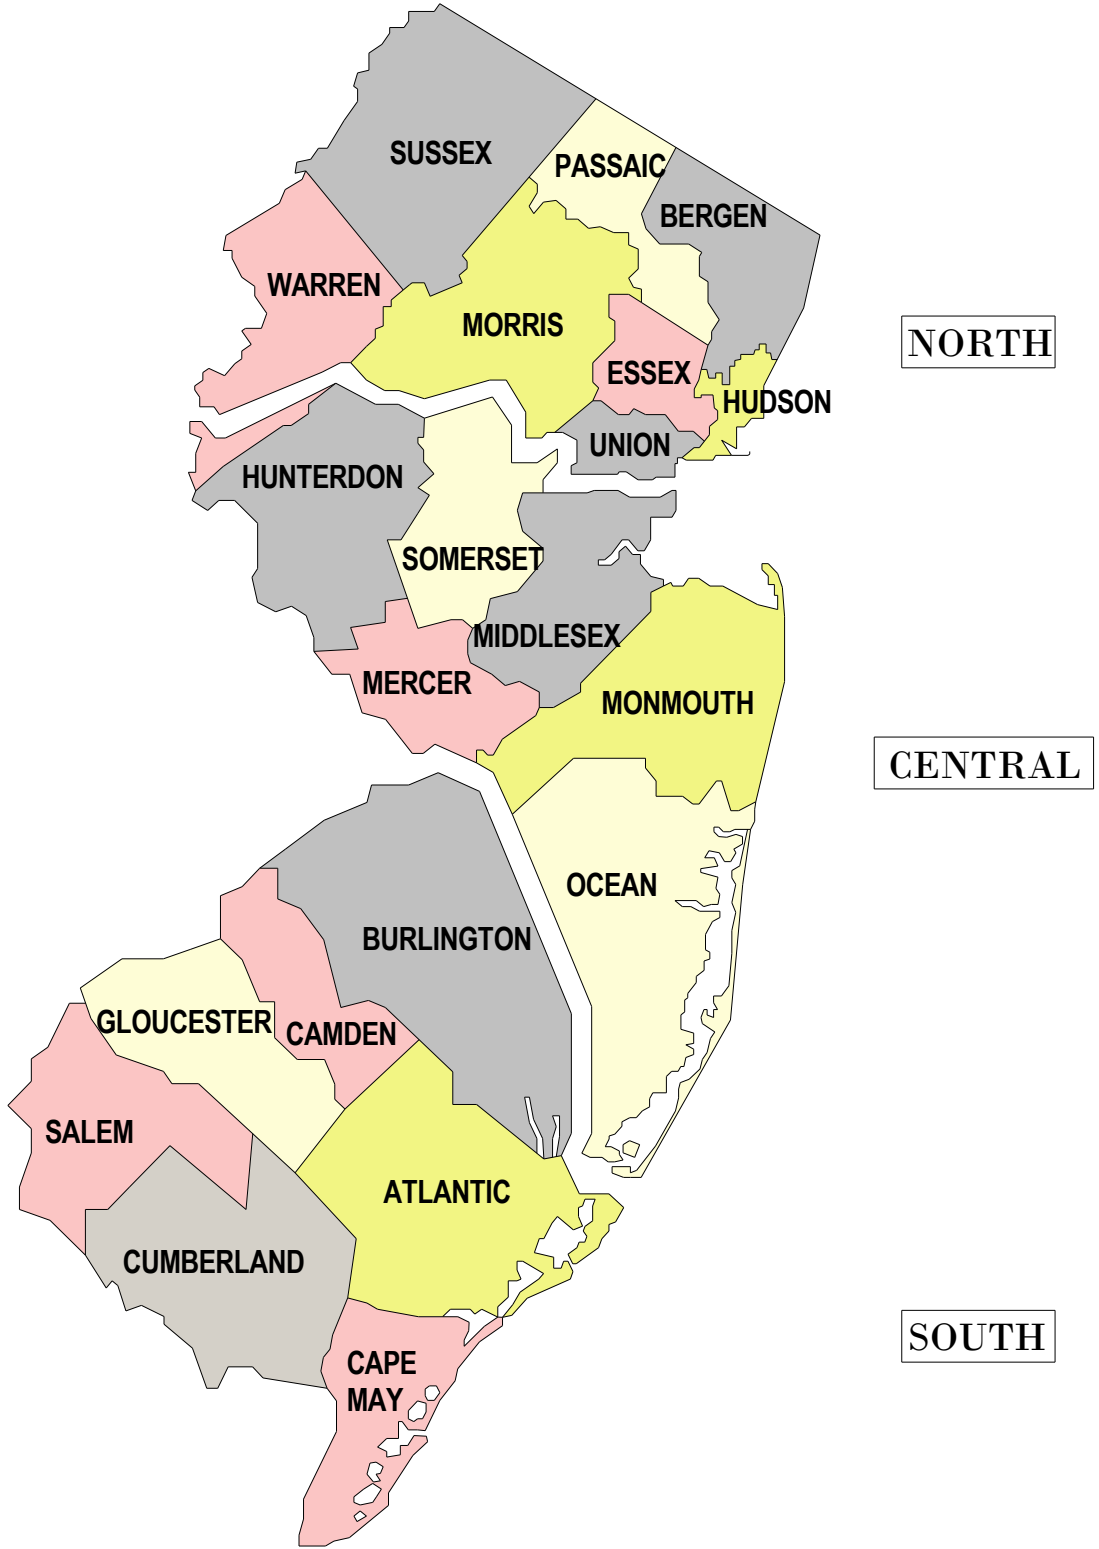 SUSSEX
PASSAIC
BERGEN
WARREN
MORRIS
NORTH
ESSEX
HUDSON
UNION
HUNTERDON
SOMERSET
MIDDLESEX
MERCER
MONMOUTH
CENTRAL
OCEAN
BURLINGTON
GLOUCESTER
CAMDEN
SALEM
ATLANTIC
CUMBERLAND
SOUTH
CAPE
MAY